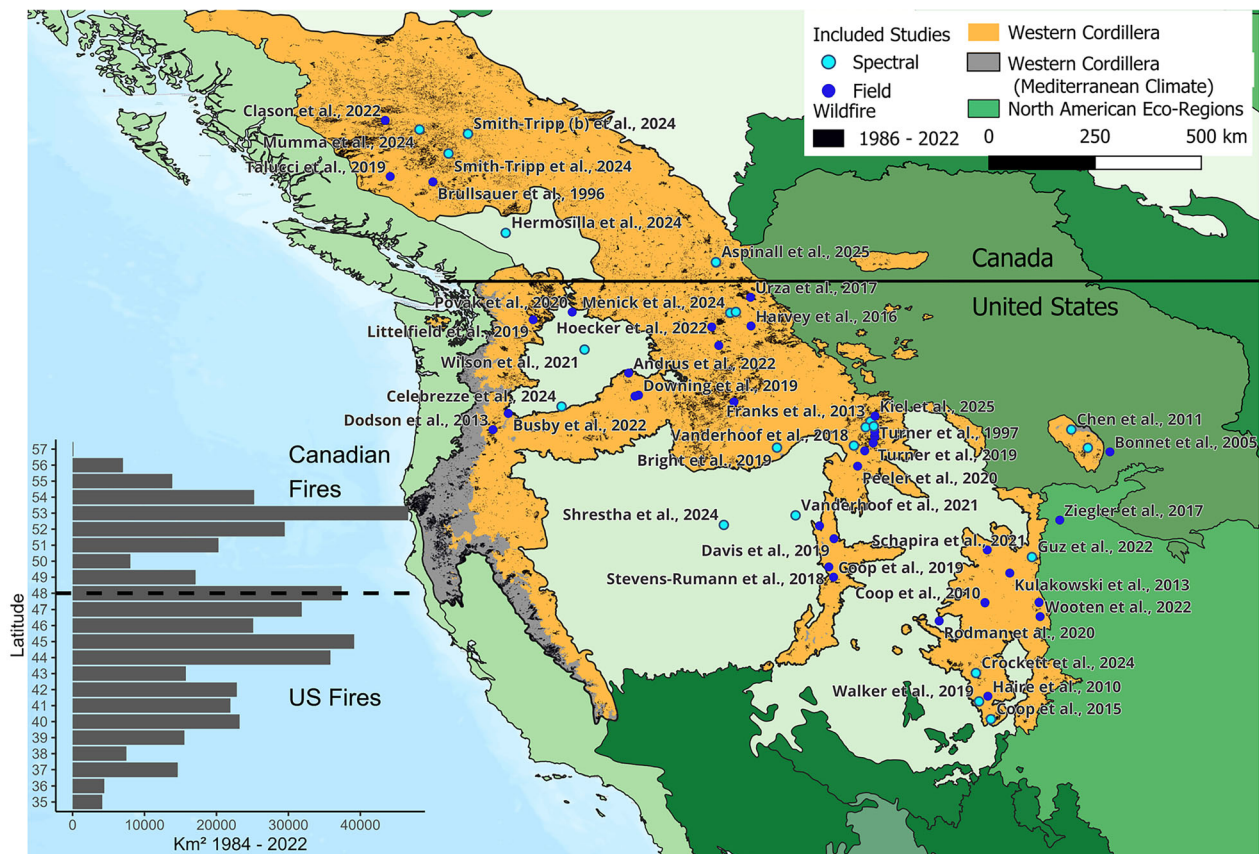 Included Studies
Spectral
Field
Wildfire
1986 - 2022
Western Cordillera
Western Cordillera
(Mediterranean Climate)
North American Eco-Regions
0 250 500 km
Clason et al., 2022
Smith-Tripp (b) et al., 2024
Mumma et al., 2024
Talucci et al., 2019
Smith-Tripp et al., 2024
Brullsauer et al., 1996
Hermosilla et al., 2024
Aspinall et al., 2025
Canada
United States
Urza et al., 2017
Povak et al., 2020
Menick et al., 2024
Harvey et al., 2016
Littelfield et al., 2019
Hoecker et al., 2022
Wilson et al., 2021
Andrus et al., 2022
Downing et al., 2019
Celebrezze et al., 2024
Franks et al., 2013
Kiel et al., 2025
Dodson et al., 2013
Busby et al., 2022
Vanderhoof et al., 2018
Turner et al., 1997
Chen et al., 2011
Bonnet et al., 2005
Bright et al., 2019
Turner et al., 2019
Peeler et al., 2020
Shrestha et al., 2024
Vanderhoof et al., 2021
Ziegler et al., 2017
Davis et al., 2019
Schapira et al., 2021
Guz et al., 2022
Stevens-Rumann et al., 2018
Coop et al., 2019
Coop et al., 2010
Kulakowski et al., 2013
Wooten et al., 2022
Rodman et al., 2020
Crockett et al., 2024
Walker et al., 2019
Haire et al., 2010
Coop et al., 2015
Canadian
Fires
US Fires
Latitude
57
56
55
54
53
52
51
50
49
48
47
46
45
44
43
42
41
40
39
38
37
36
35
0 10000 20000 30000 40000
Km² 1984 - 2022